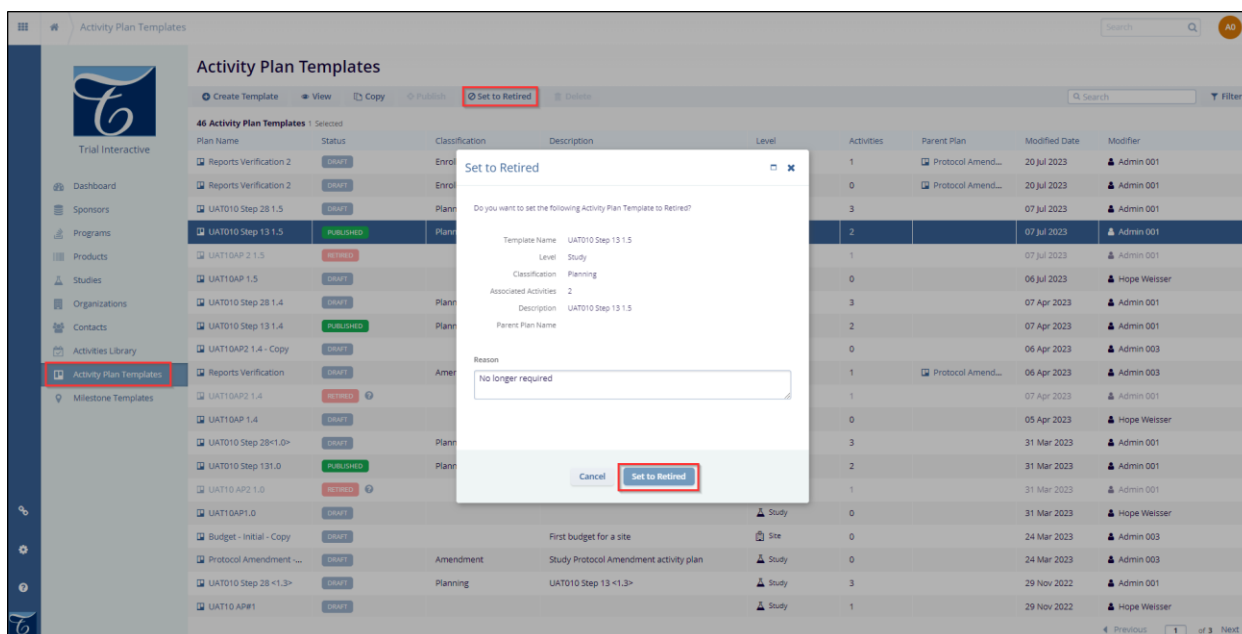 Activity Plan Templates
Search
AO
Trial Interactive
Dashboard
Sponsors
Programs
Products
Studies
Organizations
Contacts
Activities Library
Activity Plan Templates
Milestone Templates
Activity Plan Templates
Create Template View Copy Publish Set to Retired Delete Search Filter
46 Activity Plan Templates 1 Selected
Plan Name Status Classification Description Level Activities Parent Plan Modified Date Modifier
Reports Verification 2 DRAFT Enrol 1 Protocol Amend... 20 Jul 2023 Admin 001
Reports Verification 2 DRAFT Enrol 0 Protocol Amend... 20 Jul 2023 Admin 001
UAT010 Step 28 1.5 DRAFT Plann 3 07 Jul 2023 Admin 001
UAT010 Step 13 1.5 PUBLISHED Plann 2 07 Jul 2023 Admin 001
UAT10AP 2 1.5 RETIRED 1 07 Jul 2023 Admin 001
UAT10AP 1.5 DRAFT 0 06 Jul 2023 Hope Weisser
UAT010 Step 28 1.4 DRAFT Plann 3 07 Apr 2023 Admin 001
UAT010 Step 13 1.4 PUBLISHED Plann 2 07 Apr 2023 Admin 001
UAT10AP2 1.4 - Copy DRAFT 0 06 Apr 2023 Admin 003
Reports Verification DRAFT Amer 1 Protocol Amend... 06 Apr 2023 Admin 003
UAT10AP2 1.4 RETIRED 1 07 Apr 2023 Admin 001
UAT10AP 1.4 DRAFT 0 05 Apr 2023 Hope Weisser
UAT010 Step 28<1.0> DRAFT Plann 3 31 Mar 2023 Admin 001
UAT010 Step 131.0 PUBLISHED Plann 2 31 Mar 2023 Admin 001
UAT10 AP2 1.0 RETIRED 1 31 Mar 2023 Admin 001
UAT10AP1.0 DRAFT Study 0 31 Mar 2023 Hope Weisser
Budget - Initial - Copy DRAFT First budget for a site Site 0 24 Mar 2023 Admin 003
Protocol Amendment -... DRAFT Amendment Study Protocol Amendment activity plan Study 0 24 Mar 2023 Admin 003
UAT010 Step 28 <1.3> DRAFT Planning UAT010 Step 13 <1.3> Study 3 29 Nov 2022 Admin 001
UAT10 AP#1 DRAFT Study 1 29 Nov 2022 Hope Weisser
Previous 1 of 3 Next
Set to Retired
Do you want to set the following Activity Plan Template to Retired?
Template Name UAT010 Step 13 1.5
Level Study
Classification Planning
Associated Activities 2
Description UAT010 Step 13 1.5
Parent Plan Name
Reason
No longer required
Cancel Set to Retired